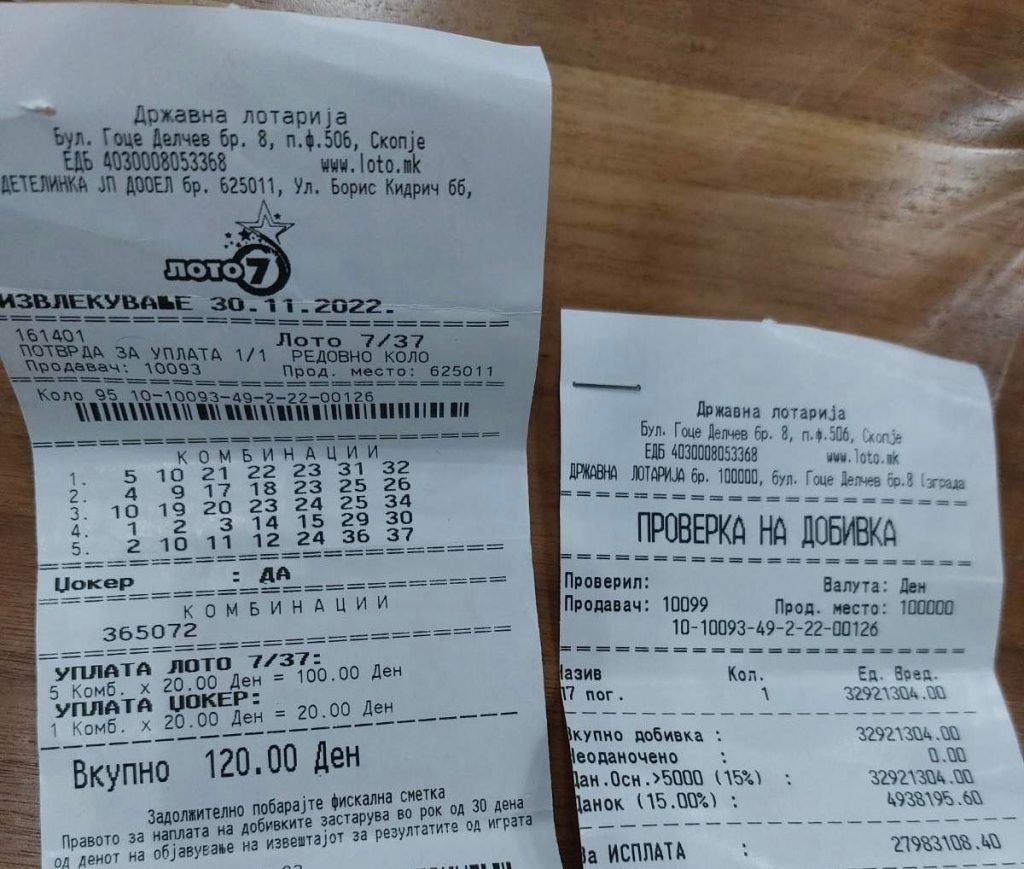 Државна лотарија
Бул. Гоце Делчев бр. 8, п.ф.506, Скопје
ЕДБ 4030008053368 www.loto.mk
ДЕТЕЛИНКА ЈП ДООЕЛ бр. 625011, Ул. Борис Кидрич бб,
ЛОТО 7
ИЗВЛЕКУВАЊЕ 30.11.2022.
161401 Лото 7/37
ПОТВРДА ЗА УПЛАТА 1/1 РЕДОВНО КОЛО
Продавач: 10093 Прод. место: 625011
Коло 95 10-10093-49-2-22-00126
КОМБИНАЦИИ
1. 5 10 21 22 23 31 32
2. 4 9 17 18 23 25 26
3. 10 19 20 23 24 25 34
4. 1 2 3 14 15 29 30
5. 2 10 11 12 24 36 37
Џокер : ДА
КОМБИНАЦИИ
365072
УПЛАТА ЛОТО 7/37:
5 Комб. x 20.00 Ден = 100.00 Ден
УПЛАТА ЏОКЕР:
1 Комб. x 20.00 Ден = 20.00 Ден
Вкупно 120.00 Ден
Задолжително побарајте фискална сметка
Правото за наплата на добивките застарува во рок од 30 дена
од денот на објавување на извештајот за резултатите од играта
Државна лотарија
Бул. Гоце Делчев бр. 8, п.ф.506, Скопје
ЕДБ 4030008053368 www.loto.mk
ДРЖАВНА ЛОТАРИЈА бр. 100000, бул. Гоце Делчев бр.8 (зграда
ПРОВЕРКА НА ДОБИВКА
Проверил: Валута: Ден
Продавач: 10099 Прод. место: 100000
10-10093-49-2-22-00126
Назив Кол. Ед. Вред.
Л7 пог. 1 32921304.00
Вкупно добивка : 32921304.00
Неоданочено : 0.00
Дан.Осн.>5000 (15%) : 32921304.00
Данок (15.00%) : 4938195.60
За ИСПЛАТА : 27983108.40